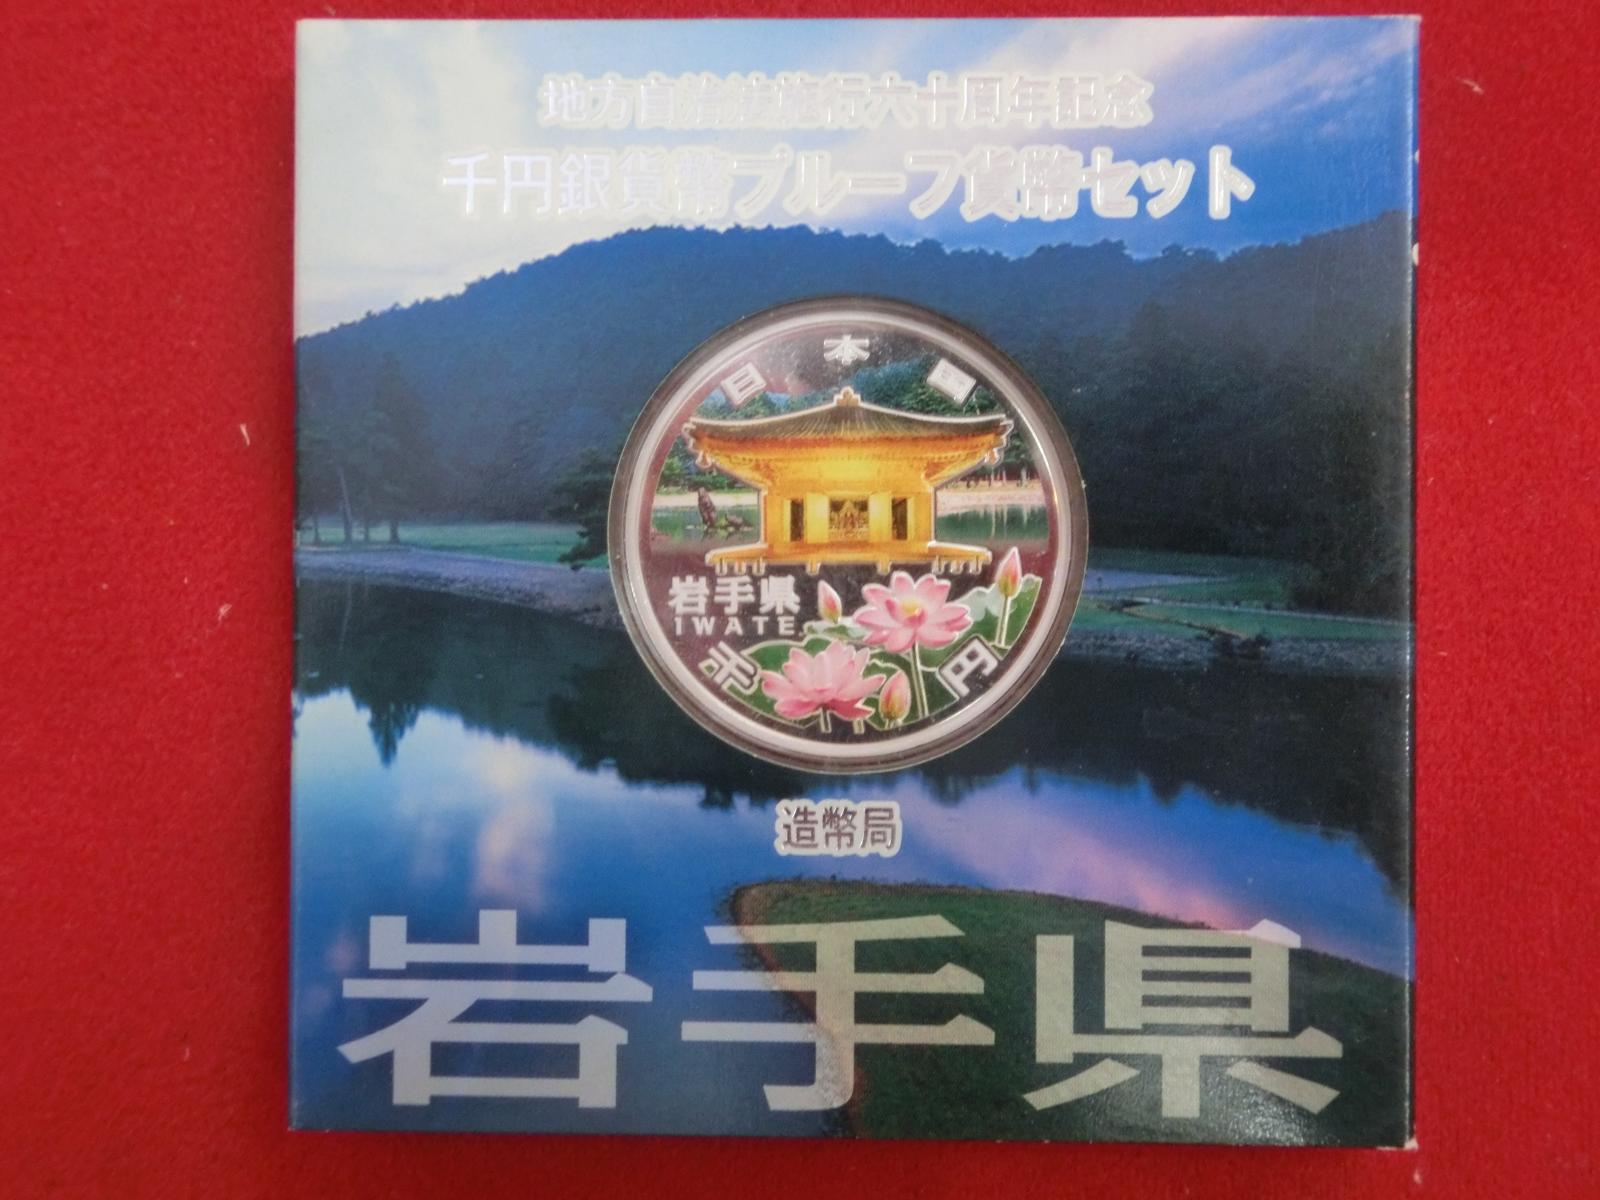 地方自治法施行六十周年記念
千円銀貨幣プルーフ貨幣セット
日本国
岩手県
IWATE
千円
造幣局
岩手県